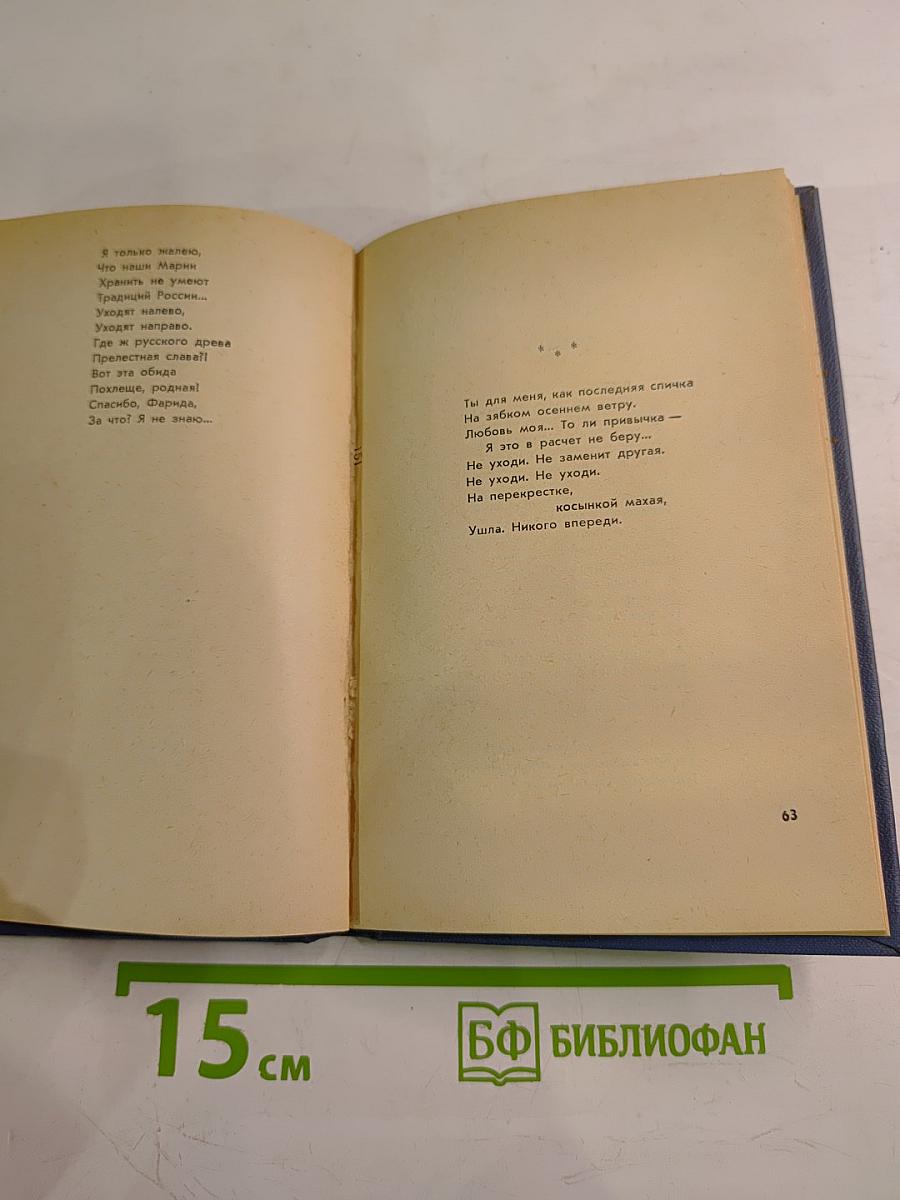 Я только жалею,
Что наши Марии
Хранить не умеют
Традиций России...
Уходят налево,
Уходят направо.
Где ж русского древа
Прелестная слава?!
Вот эта обида
Похлеще, родная!
Спасибо, Фарида,
За что? Я не знаю...
* * *
Ты для меня, как последняя спичка
На зябком осеннем ветру.
Любовь моя... То ли привычка —
Я это в расчет не беру...
Не уходи. Не заменит другая.
Не уходи. Не уходи.
На перекрестке,
косынкой махая,
Ушла. Никого впереди.
63
15 см
БФ БИБЛИОФАН